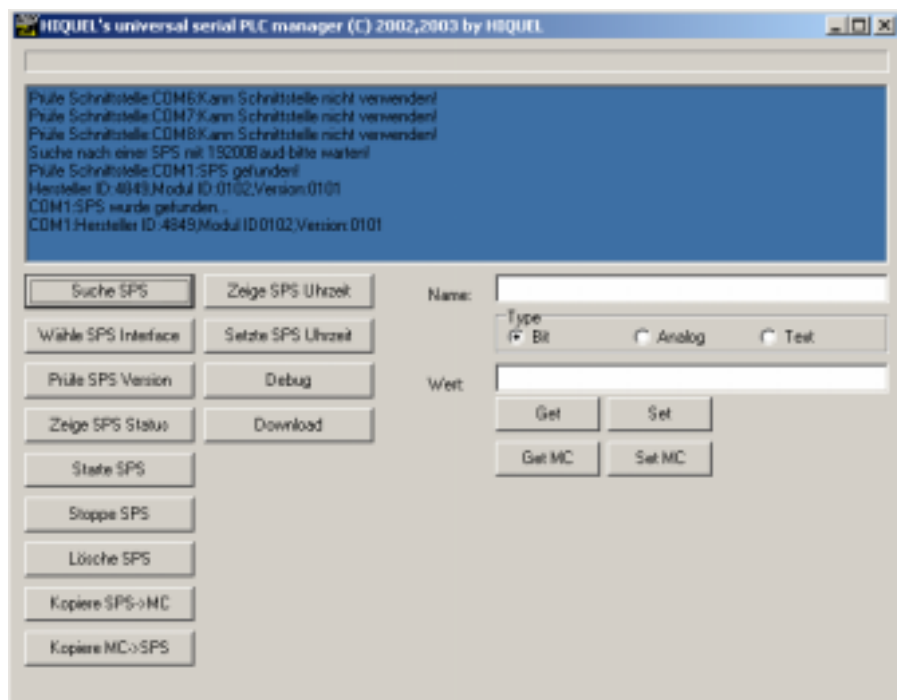 HIQUEL's universal serial PLC manager (C) 2002,2003 by HIQUEL
Prüfe Schnittstelle:COM6:Kann Schnittstelle nicht verwenden!
Prüfe Schnittstelle:COM7:Kann Schnittstelle nicht verwenden!
Prüfe Schnittstelle:COM8:Kann Schnittstelle nicht verwenden!
Suche nach einer SPS mit 19200Baud-bitte warten!
Prüfe Schnittstelle:COM1:SPS gefunden!
Hersteller ID:4849,Modul ID:0102,Version:0101
COM1:SPS wurde gefunden...
COM1:Hersteller ID:4849,Modul ID:0102,Version:0101
Suche SPS
Zeige SPS Uhrzeit
Name:
Type
Wähle SPS Interface
Setzte SPS Uhrzeit
Bit
Analog
Text
Prüfe SPS Version
Debug
Wert
Zeige SPS Status
Download
Get
Set
Starte SPS
Get MC
Set MC
Stoppe SPS
Lösche SPS
Kopiere SPS->MC
Kopiere MC->SPS